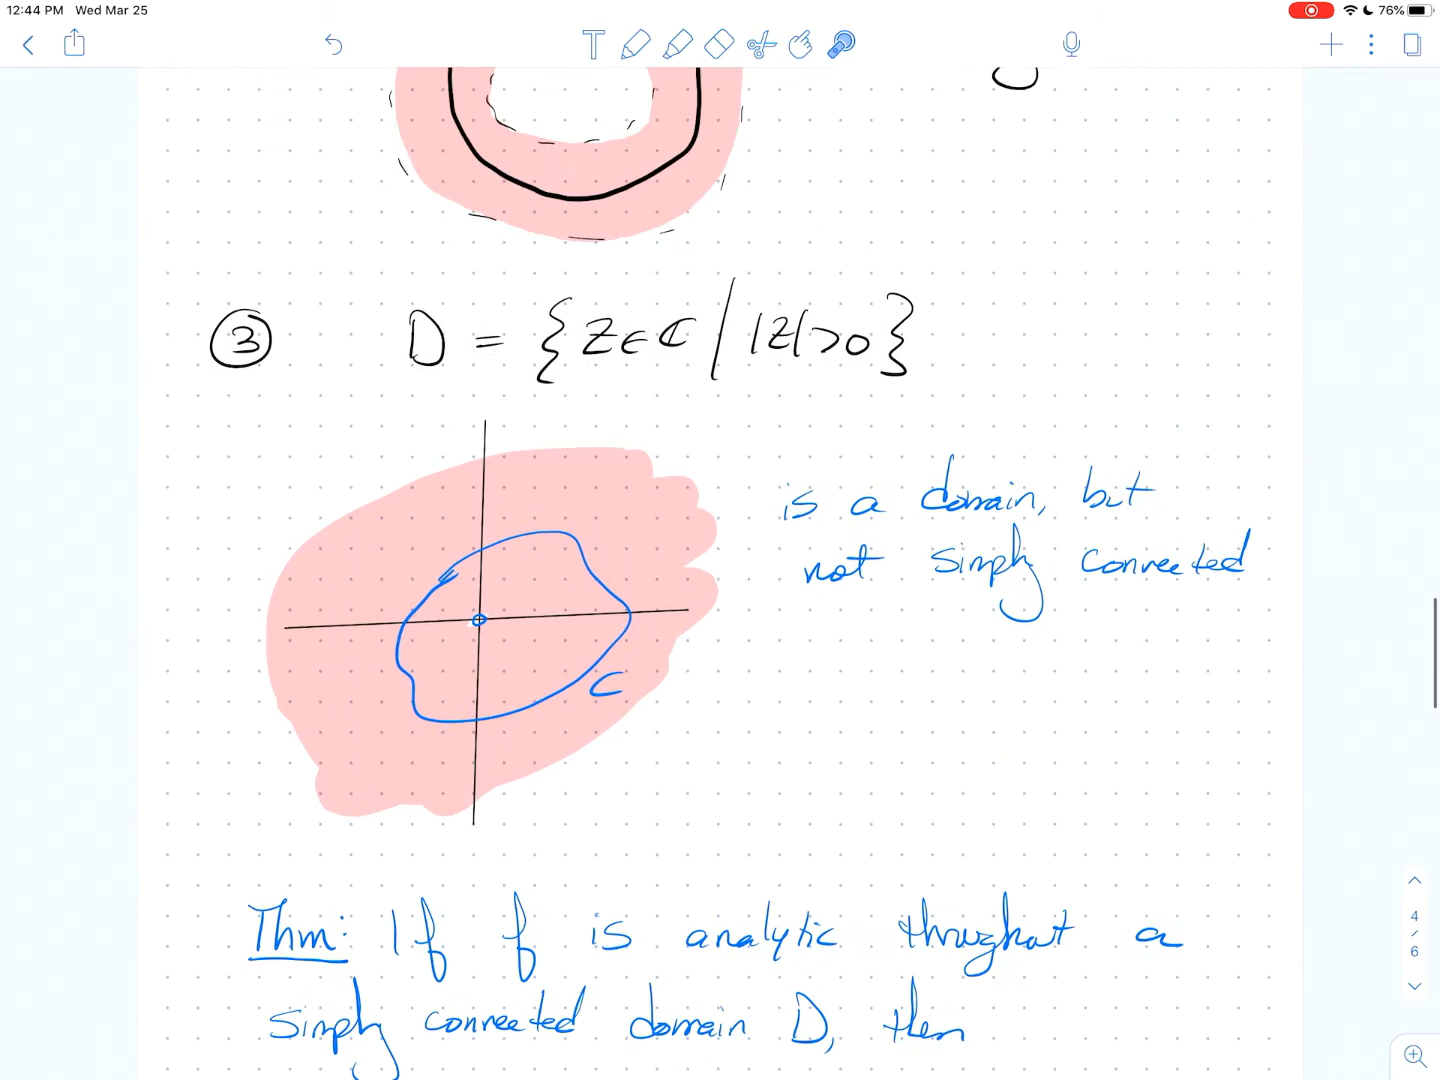 12:44 PM Wed Mar 25
76%
T
③ D = {z∈ℂ | |z|>0}
is a domain, but
not simply connected
C
Thm: If f is analytic throughout a
simply connected domain D, then
4
/
6